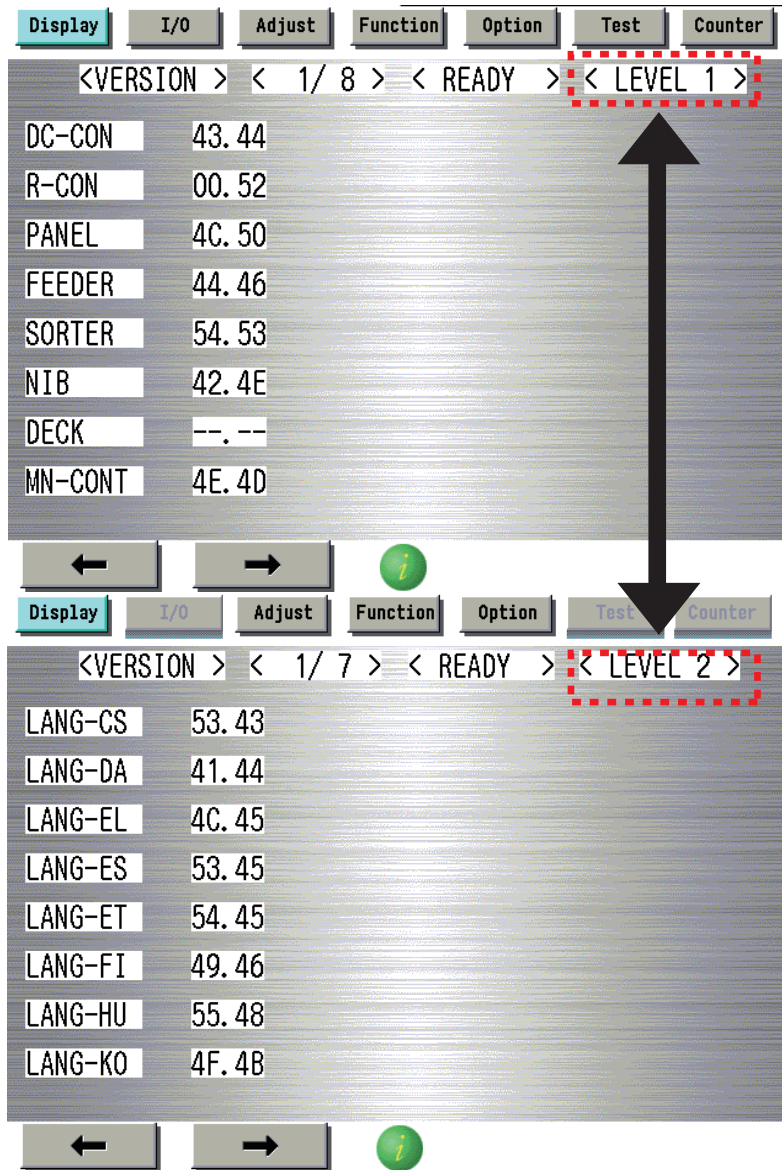 Display I/O Adjust Function Option Test Counter
<VERSION > < 1/ 8 > < READY > < LEVEL 1 >
DC-CON 43.44
R-CON 00.52
PANEL 4C.50
FEEDER 44.46
SORTER 54.53
NIB 42.4E
DECK --.--
MN-CONT 4E.4D
i
Display I/O Adjust Function Option Test Counter
<VERSION > < 1/ 7 > < READY > < LEVEL 2 >
LANG-CS 53.43
LANG-DA 41.44
LANG-EL 4C.45
LANG-ES 53.45
LANG-ET 54.45
LANG-FI 49.46
LANG-HU 55.48
LANG-KO 4F.4B
i